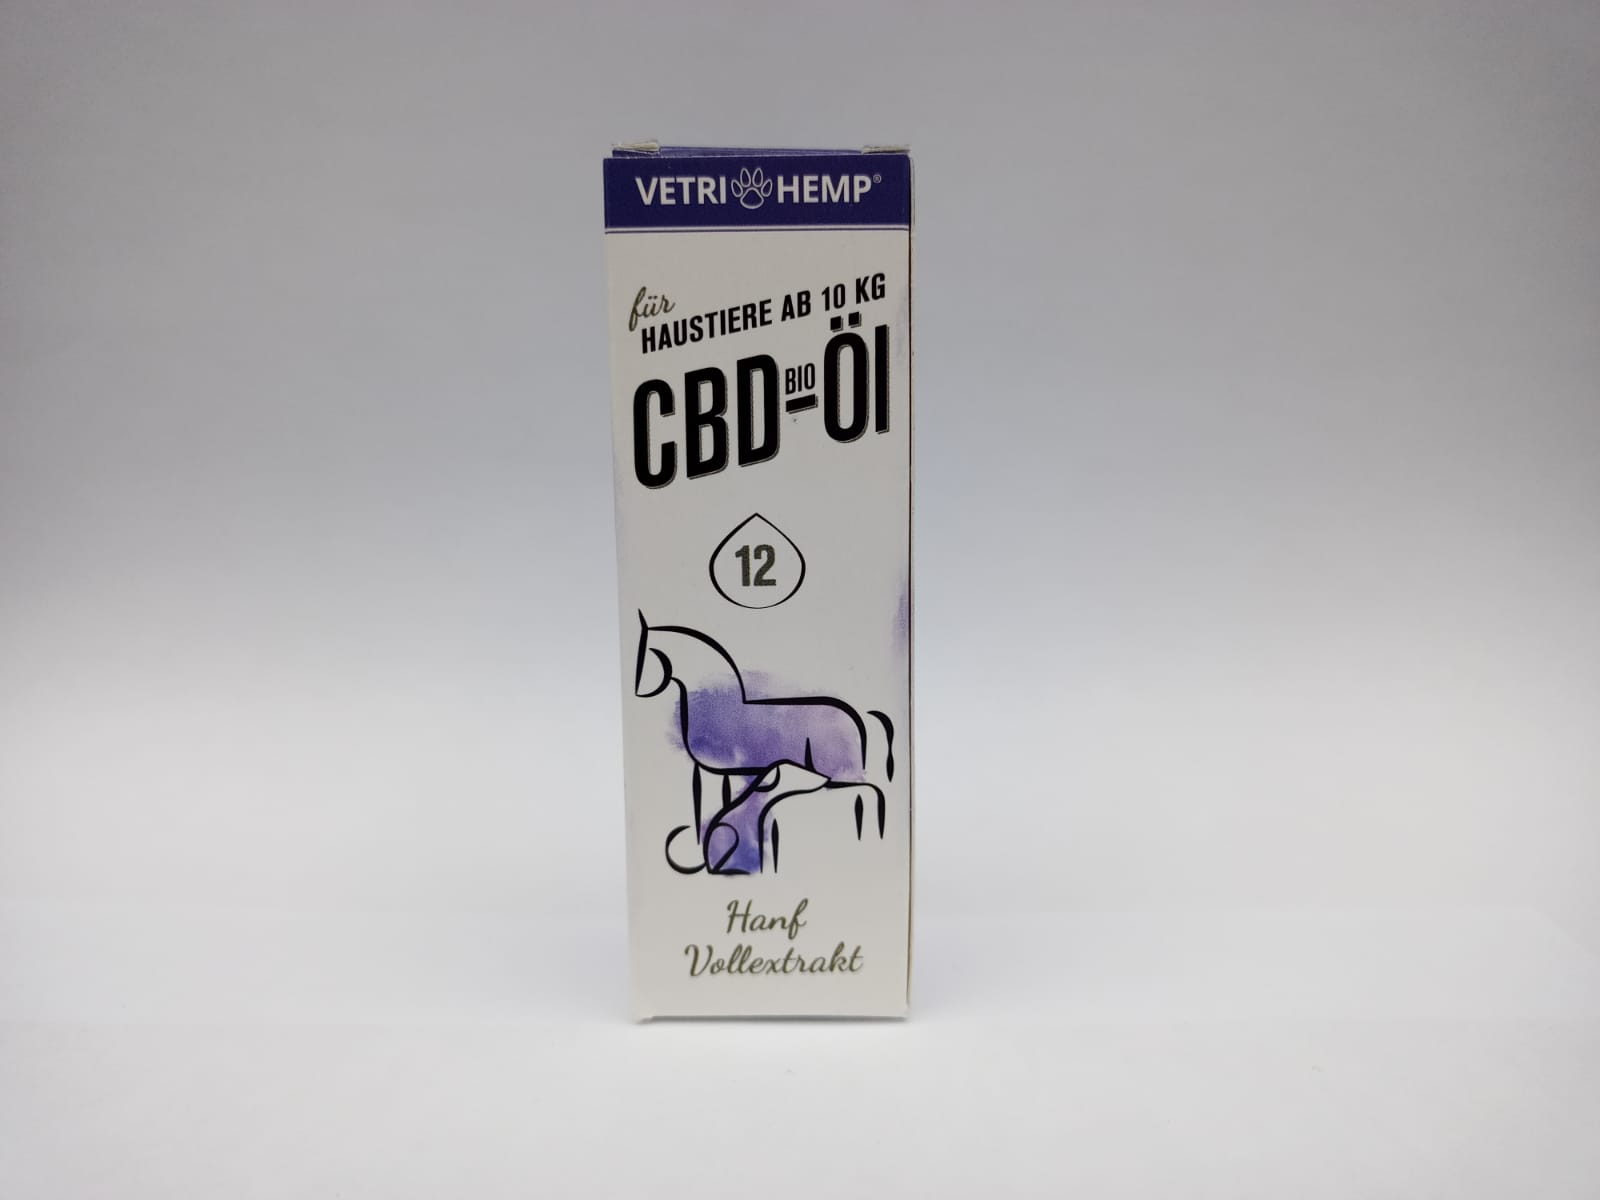 VETRI HEMP®
für
HAUSTIERE AB 10 KG
CBD BIO-Öl
12
Hanf
Vollextrakt